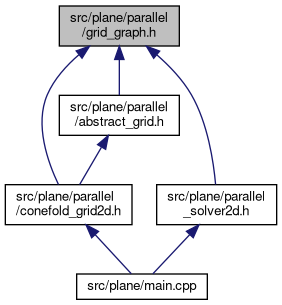 src/plane/parallel
/grid_graph.h
src/plane/parallel
/abstract_grid.h
src/plane/parallel
/conefold_grid2d.h
src/plane/parallel
_solver2d.h
src/plane/main.cpp